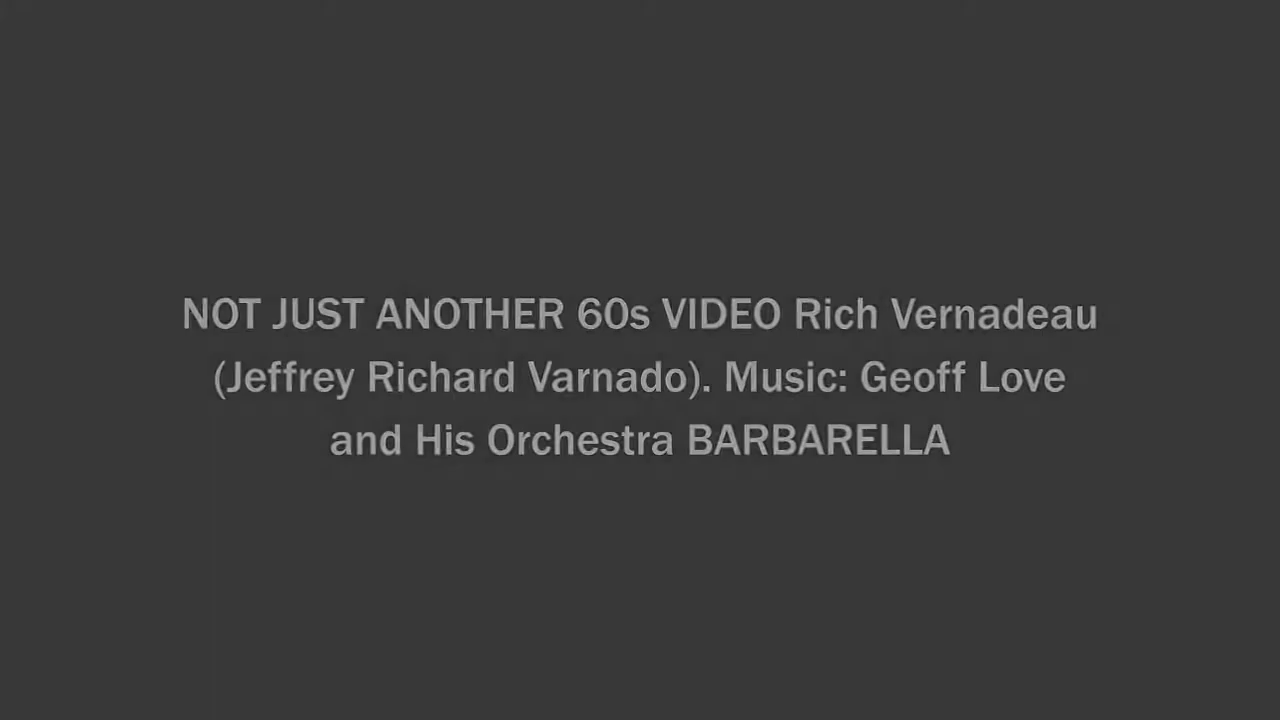 NOT JUST ANOTHER 60s VIDEO Rich Vernadeau
(Jeffrey Richard Varnado). Music: Geoff Love
and His Orchestra BARBARELLA